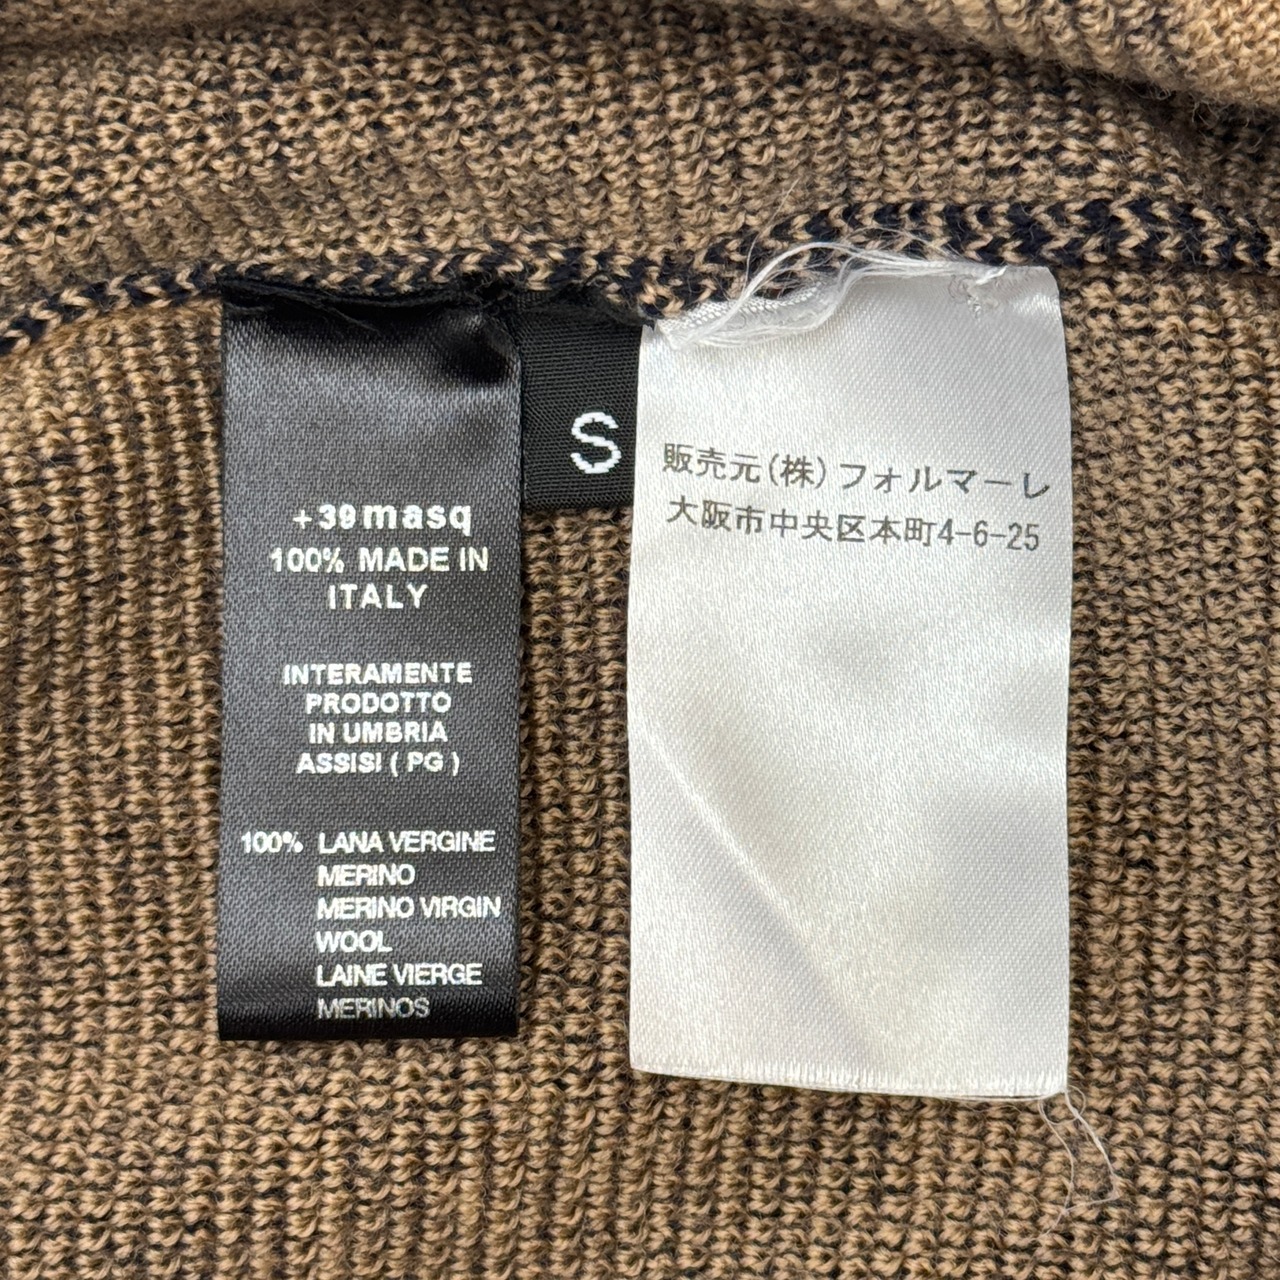 +39masq
100% MADE IN
ITALY
INTERAMENTE
PRODOTTO
IN UMBRIA
ASSISI ( PG )
100% LANA VERGINE
MERINO
MERINO VIRGIN
WOOL
LAINE VIERGE
MERINOS
S
販売元(株)フォルマーレ
大阪市中央区本町4-6-25